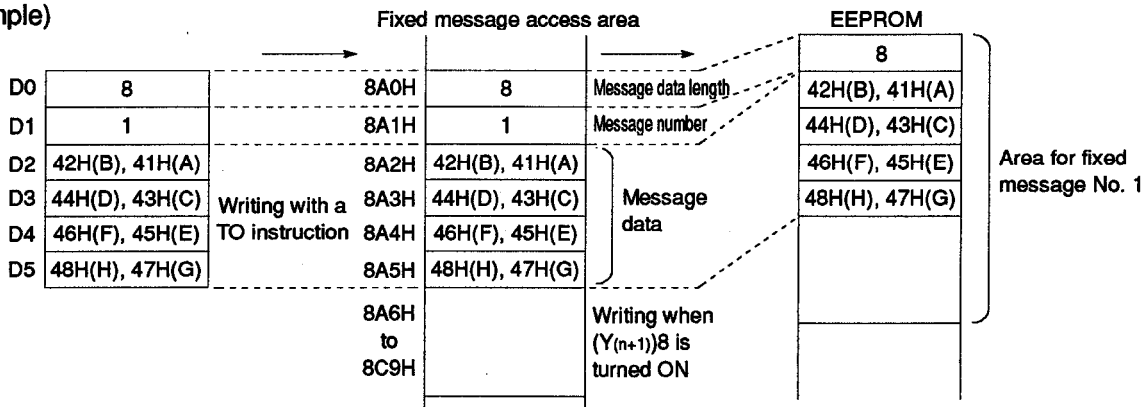 nple)
Fixed message access area
EEPROM
8
D0 8 8A0H 8 Message data length 42H(B), 41H(A)
D1 1 8A1H 1 Message number 44H(D), 43H(C)
D2 42H(B), 41H(A) 8A2H 42H(B), 41H(A) 46H(F), 45H(E)
D3 44H(D), 43H(C) 8A3H 44H(D), 43H(C) 48H(H), 47H(G)
D4 46H(F), 45H(E) 8A4H 46H(F), 45H(E)
D5 48H(H), 47H(G) 8A5H 48H(H), 47H(G)
Writing with a
TO instruction
Message
data
Area for fixed
message No. 1
8A6H
to
8C9H
Writing when
(Y(n+1))8 is
turned ON